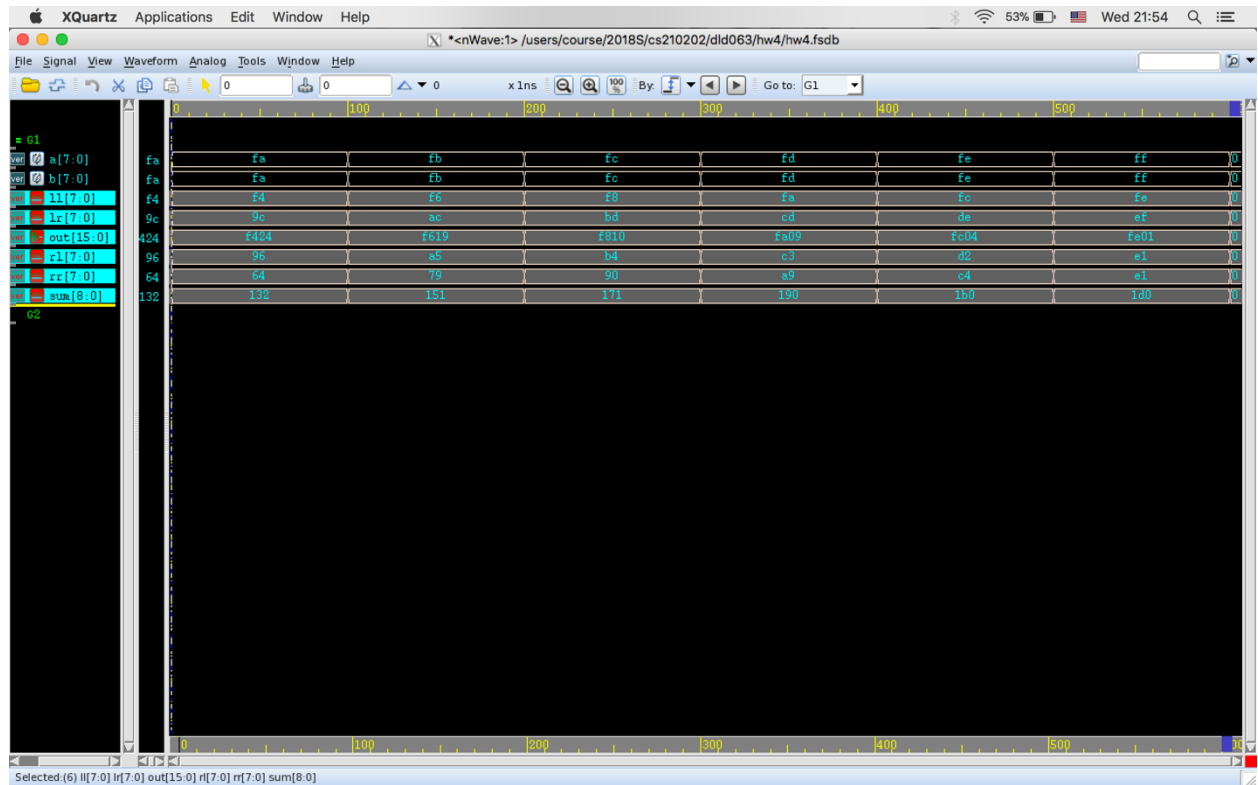 XQuartz Applications Edit Window Help 53% Wed 21:54
*<nWave:1> /users/course/2018S/cs210202/dld063/hw4/hw4.fsdb
File Signal View Waveform Analog Tools Window Help
0 0 0 x 1ns 100 % By: Go to: G1
0 100 200 300 400 500
= G1
a[7:0] fa fa fb fc fd fe ff 0
b[7:0] fa fa fb fc fd fe ff 0
ll[7:0] f4 f4 f6 f8 fa fc fe 0
lr[7:0] 9c 9c ac bd cd de ef 0
out[15:0] 424 f424 f619 f810 fa09 fc04 fe01 0
rl[7:0] 96 96 a5 b4 c3 d2 e1 0
rr[7:0] 64 64 79 90 a9 c4 e1 0
sum[8:0] 132 132 151 171 190 1b0 1d0 0
G2
0 100 200 300 400 500
Selected:(6) ll[7:0] lr[7:0] out[15:0] rl[7:0] rr[7:0] sum[8:0]